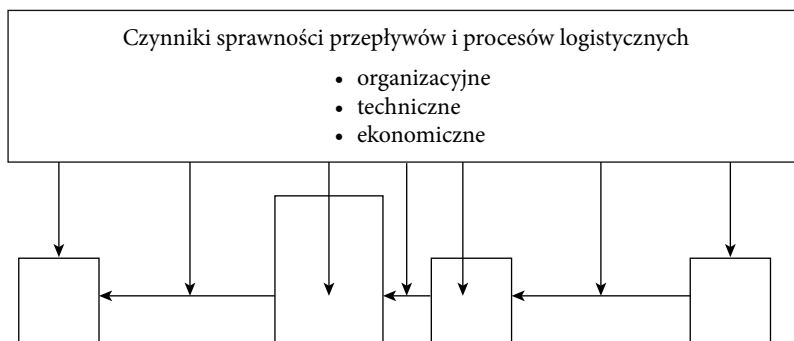 Czynniki sprawności przepływów i procesów logistycznych
• organizacyjne
• techniczne
• ekonomiczne